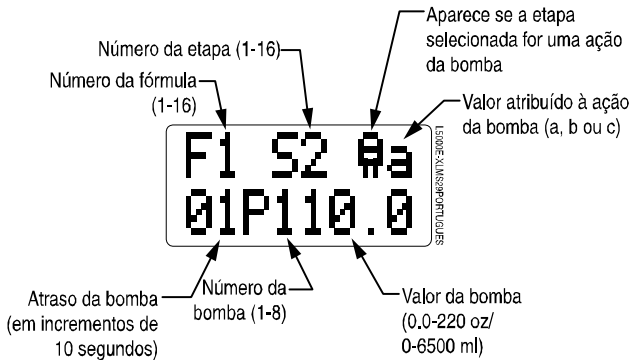 Aparece se a etapa
selecionada for uma ação
da bomba
Número da etapa (1-16)
Número da fórmula
(1-16)
Valor atribuído à ação
da bomba (a, b ou c)
F1 S2 a
01P110.0
L5000E-XLMS29PORTUGUES
Atraso da bomba
(em incrementos de
10 segundos)
Número da
bomba (1-8)
Valor da bomba
(0.0-220 oz/
0-6500 ml)